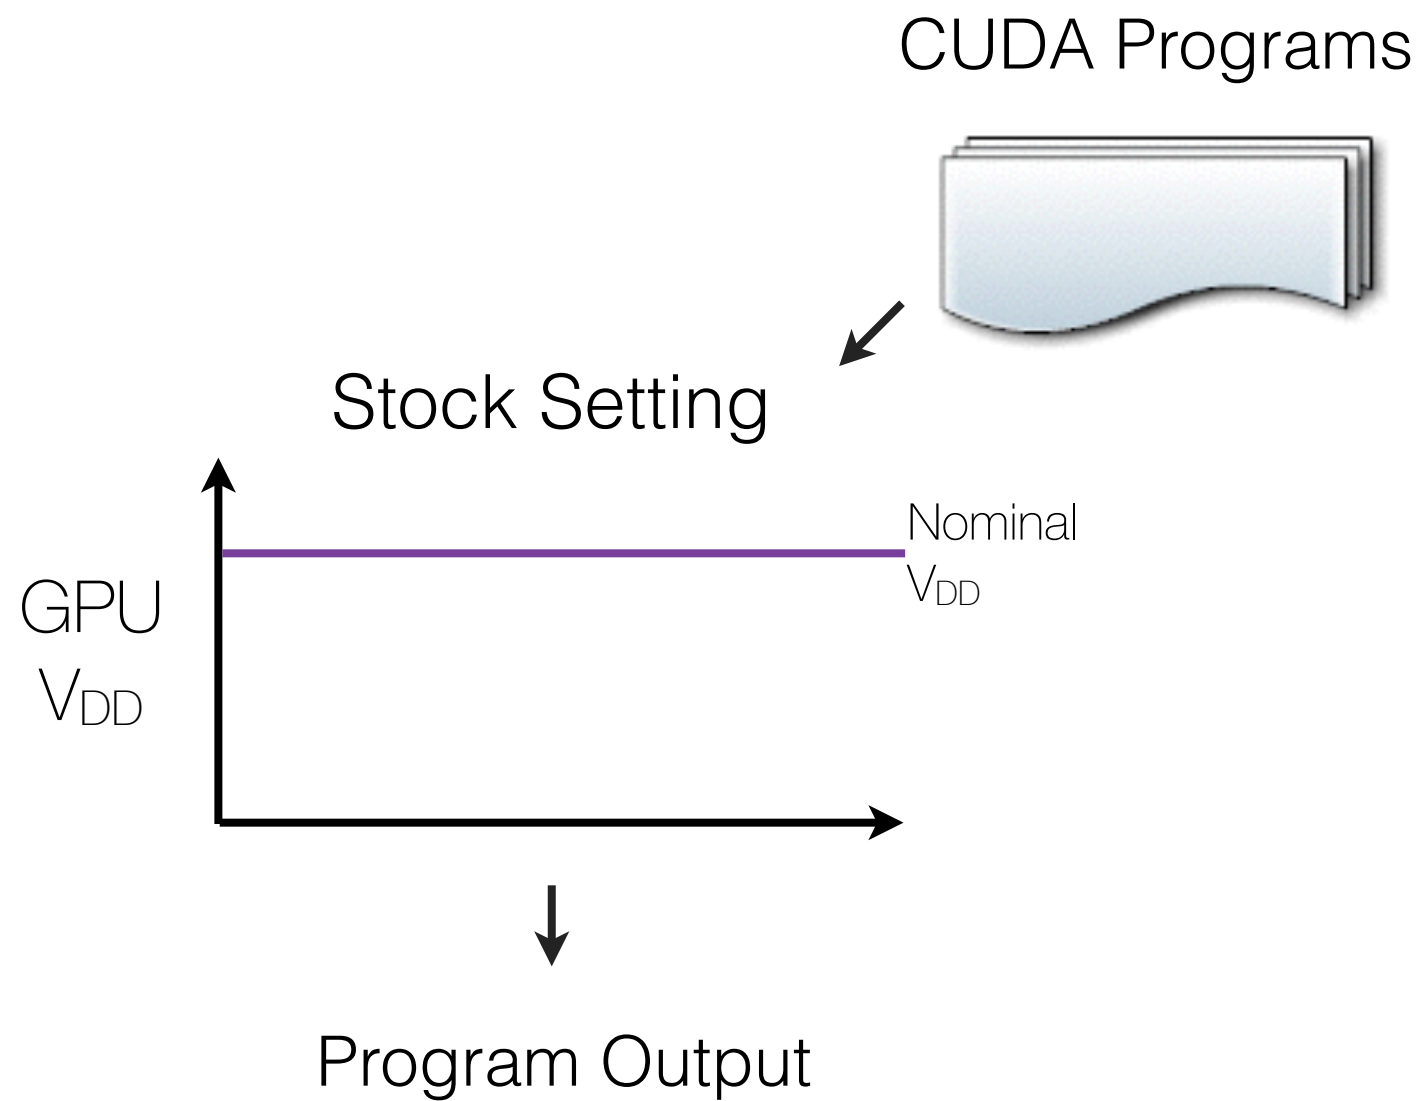 CUDA Programs
Stock Setting
Nominal
VDD
GPU
VDD
Program Output